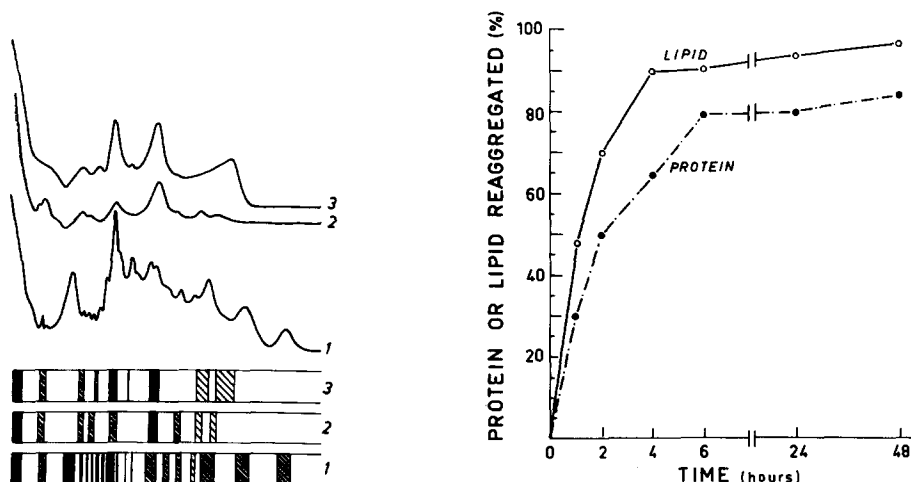 3
2
1
3
2
1
PROTEIN OR LIPID REAGGREGATED (%)
100
80
60
40
20
0
LIPID
PROTEIN
0 2 4 6 24 48
TIME (hours)